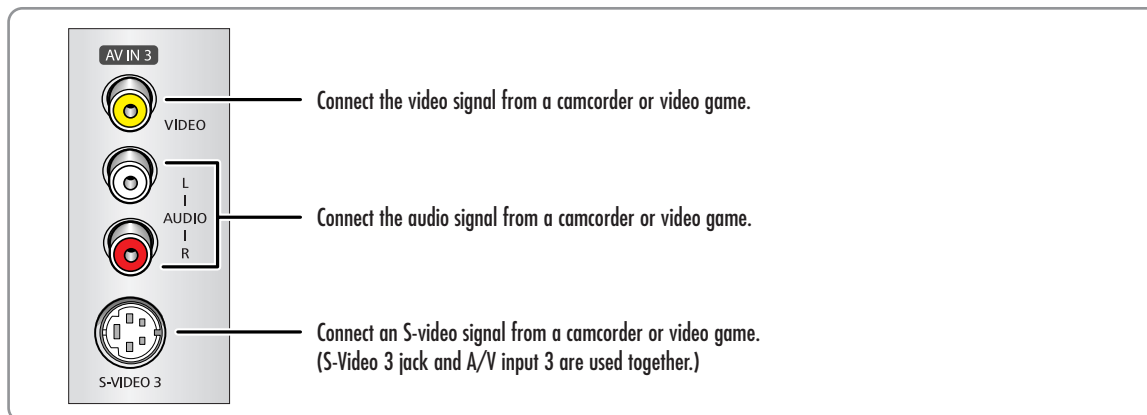 AV IN 3
VIDEO
Connect the video signal from a camcorder or video game.
L
AUDIO
R
Connect the audio signal from a camcorder or video game.
Connect an S-video signal from a camcorder or video game.
(S-Video 3 jack and A/V input 3 are used together.)
S-VIDEO 3